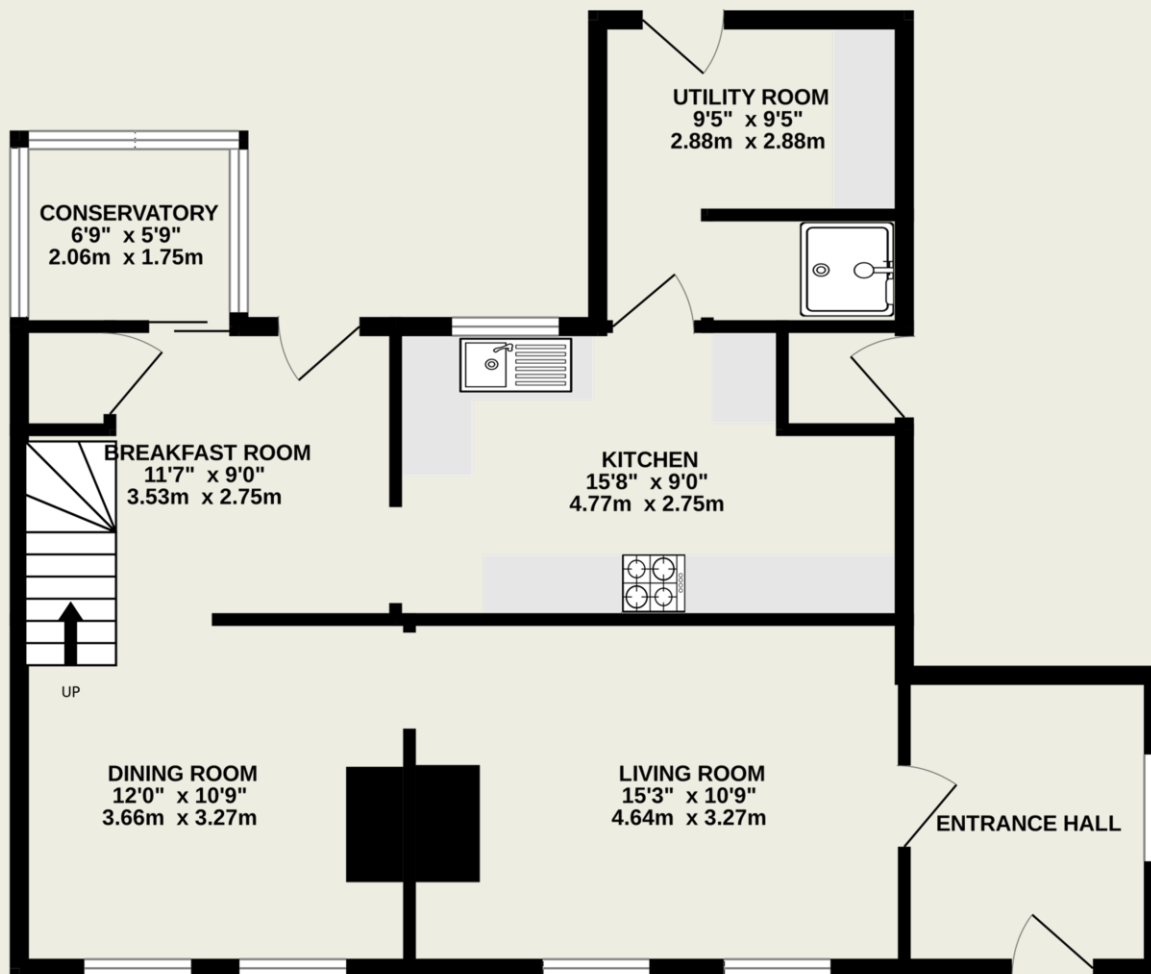 UTILITY ROOM
9'5" x 9'5"
2.88m x 2.88m
CONSERVATORY
6'9" x 5'9"
2.06m x 1.75m
BREAKFAST ROOM
11'7" x 9'0"
3.53m x 2.75m
KITCHEN
15'8" x 9'0"
4.77m x 2.75m
UP
DINING ROOM
12'0" x 10'9"
3.66m x 3.27m
LIVING ROOM
15'3" x 10'9"
4.64m x 3.27m
ENTRANCE HALL